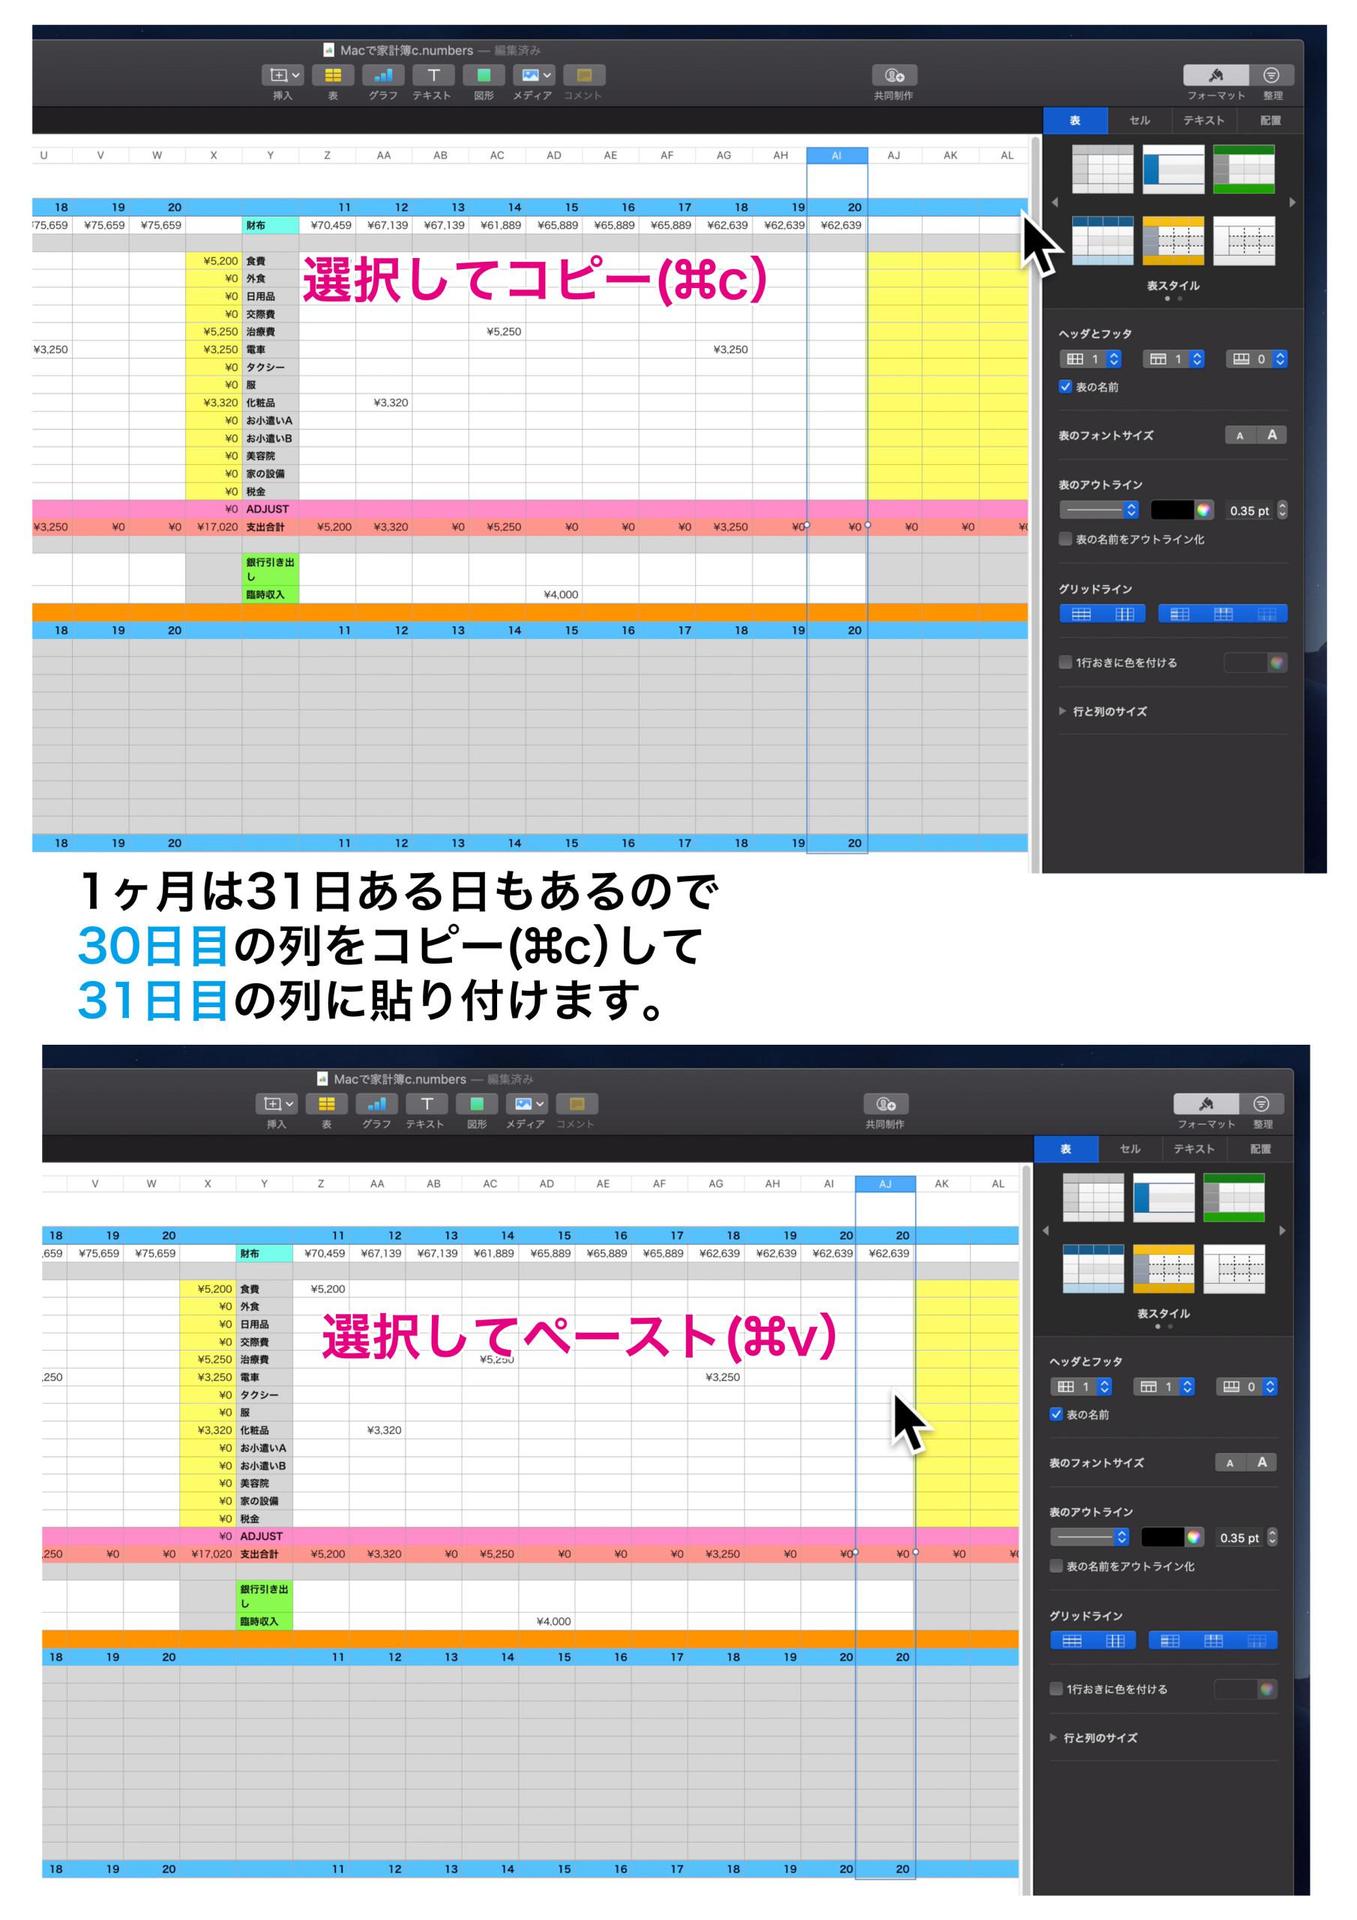 Macで家計簿c.numbers — 編集済み
挿入 表 グラフ テキスト 図形 メディア コメント 共同制作 フォーマット 整理
表 セル テキスト 配置
U V W X Y Z AA AB AC AD AE AF AG AH AI AJ AK AL
18 19 20 11 12 13 14 15 16 17 18 19 20
¥75,659 ¥75,659 ¥75,659 財布 ¥70,459 ¥67,139 ¥67,139 ¥61,889 ¥65,889 ¥65,889 ¥65,889 ¥62,639 ¥62,639 ¥62,639
¥5,200 食費
選択してコピー(⌘c)
¥0 外食
¥0 日用品
¥0 交際費
¥5,250 治療費 ¥5,250
¥3,250 ¥3,250 電車 ¥3,250
¥0 タクシー
¥0 服
¥3,320 化粧品 ¥3,320
¥0 お小遣いA
¥0 お小遣いB
¥0 美容院
¥0 家の設備
¥0 税金
¥0 ADJUST
¥3,250 ¥0 ¥0 ¥17,020 支出合計 ¥5,200 ¥3,320 ¥0 ¥5,250 ¥0 ¥0 ¥0 ¥3,250 ¥0 ¥0 ¥0 ¥0 ¥0
銀行引き出
し
臨時収入 ¥4,000
18 19 20 11 12 13 14 15 16 17 18 19 20
18 19 20 11 12 13 14 15 16 17 18 19 20
表スタイル
ヘッダとフッタ
1 1 0
表の名前
表のフォントサイズ A A
表のアウトライン
0.35 pt
表の名前をアウトライン化
グリッドライン
1行おきに色を付ける
行と列のサイズ
1ヶ月は31日ある日もあるので
30日目の列をコピー(⌘c)して
31日目の列に貼り付けます。
Macで家計簿c.numbers — 編集済み
挿入 表 グラフ テキスト 図形 メディア コメント 共同制作 フォーマット 整理
表 セル テキスト 配置
V W X Y Z AA AB AC AD AE AF AG AH AI AJ AK AL
18 19 20 11 12 13 14 15 16 17 18 19 20 20
,659 ¥75,659 ¥75,659 財布 ¥70,459 ¥67,139 ¥67,139 ¥61,889 ¥65,889 ¥65,889 ¥65,889 ¥62,639 ¥62,639 ¥62,639 ¥62,639
¥5,200 食費 ¥5,200
¥0 外食
¥0 日用品
選択してペースト(⌘v)
¥0 交際費
¥5,250 治療費 ¥5,250
,250 ¥3,250 電車 ¥3,250
¥0 タクシー
¥0 服
¥3,320 化粧品 ¥3,320
¥0 お小遣いA
¥0 お小遣いB
¥0 美容院
¥0 家の設備
¥0 税金
¥0 ADJUST
,250 ¥0 ¥0 ¥17,020 支出合計 ¥5,200 ¥3,320 ¥0 ¥5,250 ¥0 ¥0 ¥0 ¥3,250 ¥0 ¥0 ¥0 ¥0 ¥0
銀行引き出
し
臨時収入 ¥4,000
18 19 20 11 12 13 14 15 16 17 18 19 20 20
18 19 20 11 12 13 14 15 16 17 18 19 20 20
表スタイル
ヘッダとフッタ
1 1 0
表の名前
表のフォントサイズ A A
表のアウトライン
0.35 pt
表の名前をアウトライン化
グリッドライン
1行おきに色を付ける
行と列のサイズ